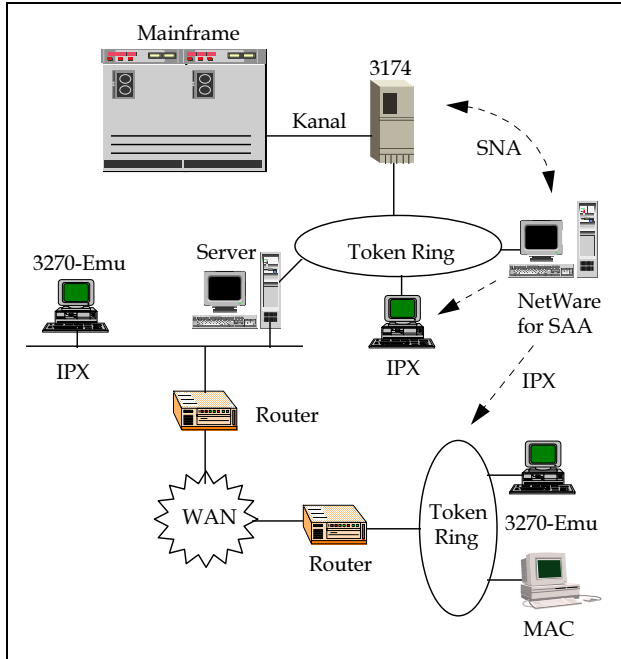 Mainframe
3174
Kanal
SNA
Server
Token Ring
3270-Emu
NetWare
for SAA
IPX
IPX
IPX
Router
WAN
Router
Token
Ring
3270-Emu
MAC